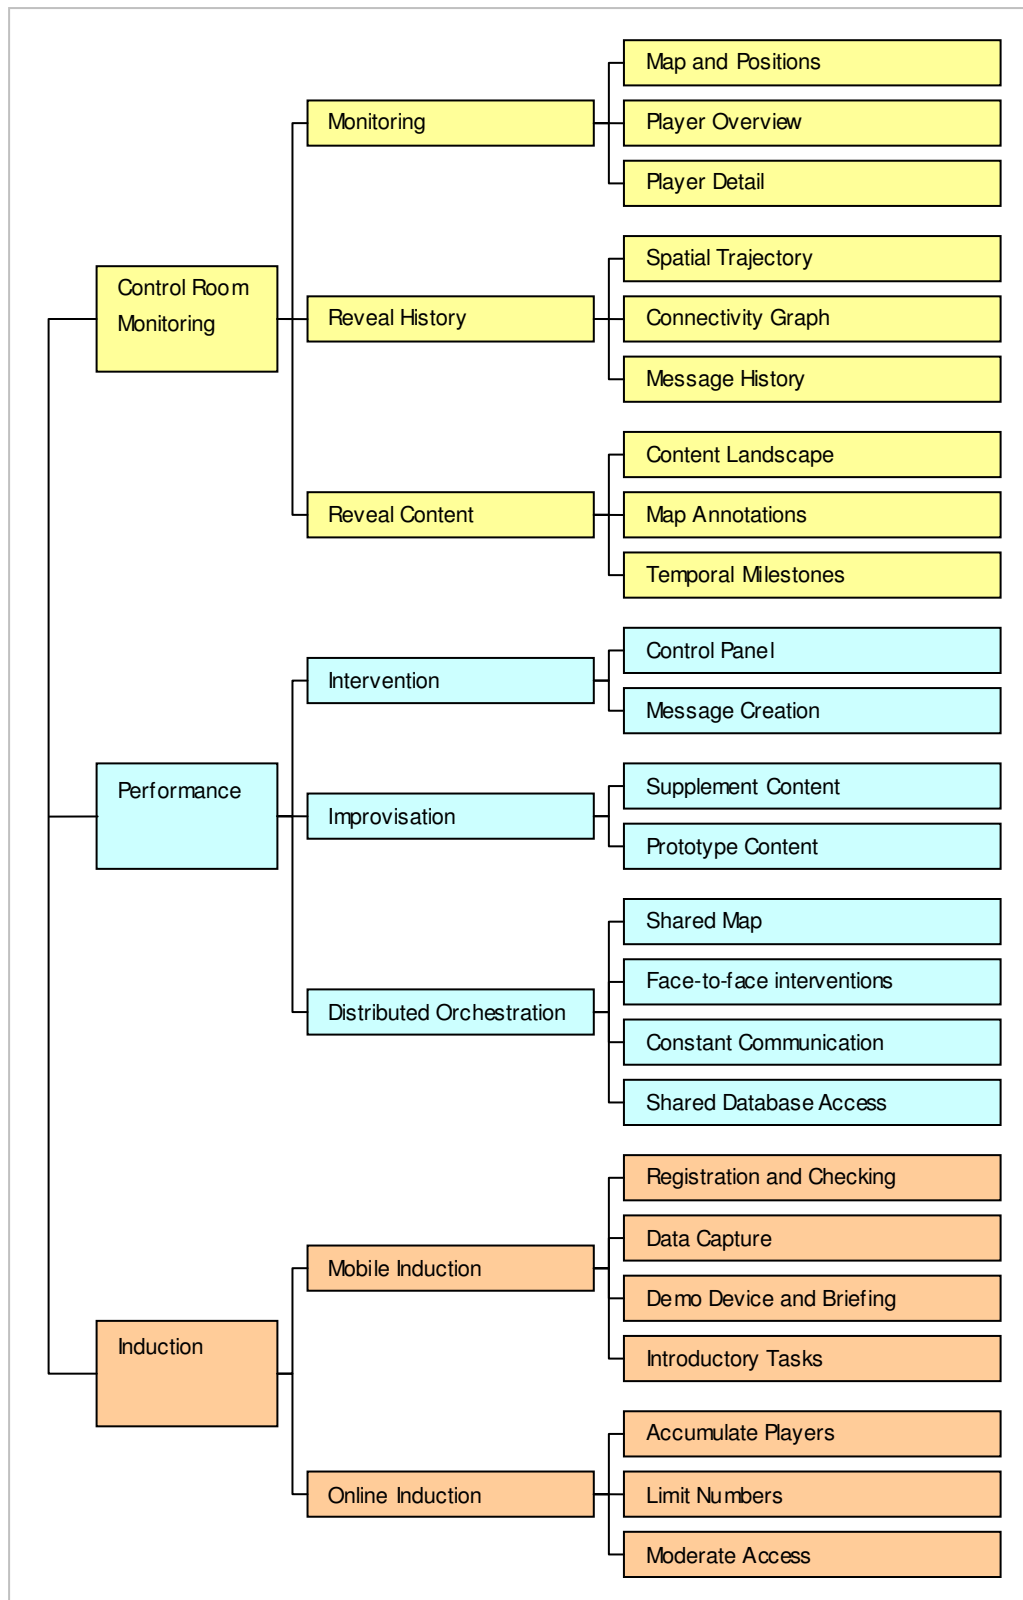 Map and Positions
Monitoring
Player Overview
Player Detail
Control Room
Monitoring
Spatial Trajectory
Reveal History
Connectivity Graph
Message History
Content Landscape
Reveal Content
Map Annotations
Temporal Milestones
Control Panel
Intervention
Message Creation
Performance
Supplement Content
Improvisation
Prototype Content
Shared Map
Face-to-face interventions
Distributed Orchestration
Constant Communication
Shared Database Access
Registration and Checking
Data Capture
Mobile Induction
Demo Device and Briefing
Induction
Introductory Tasks
Accumulate Players
Online Induction
Limit Numbers
Moderate Access